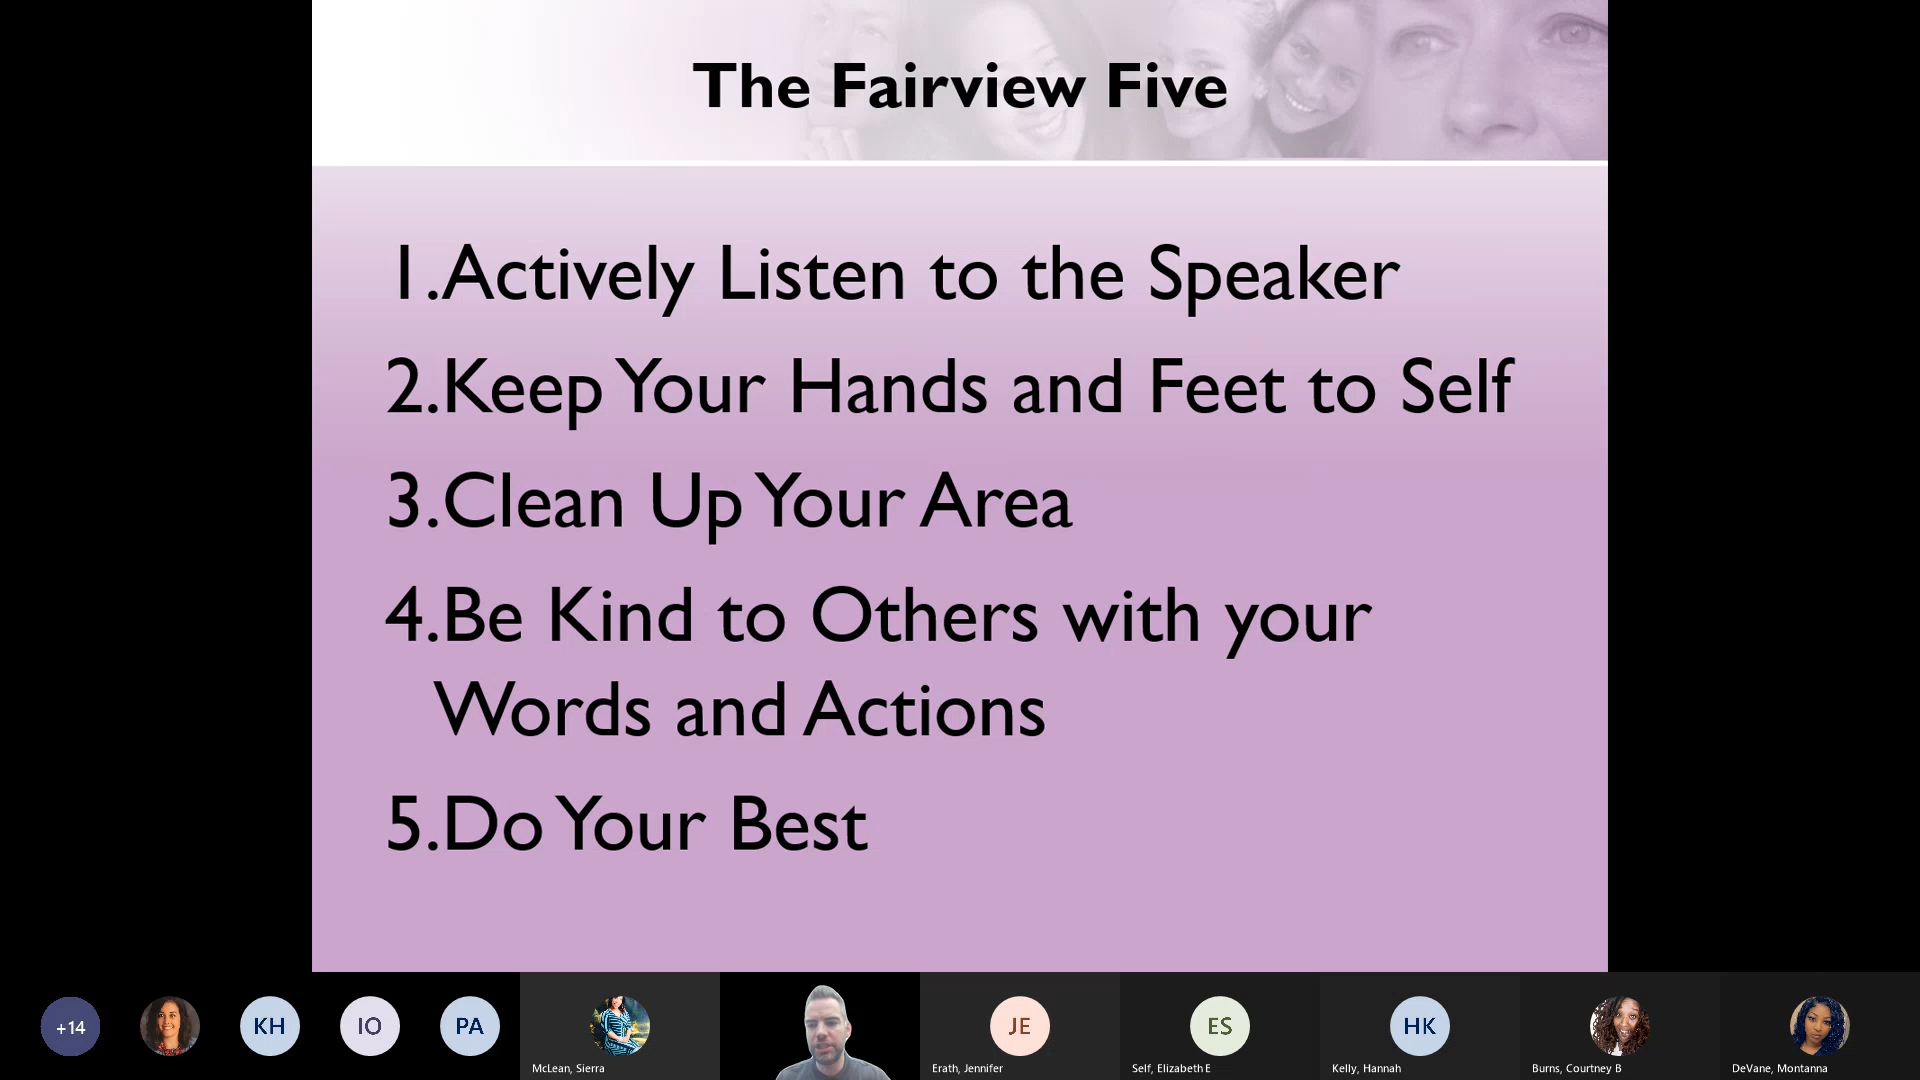 The Fairview Five
1.Actively Listen to the Speaker
2.Keep Your Hands and Feet to Self
3.Clean Up Your Area
4.Be Kind to Others with your
Words and Actions
5.Do Your Best
+14
KH
IO
PA
JE
ES
HK
McLean, Sierra
Erath, Jennifer
Self, Elizabeth E
Kelly, Hannah
Burns, Courtney B
DeVane, Montanna